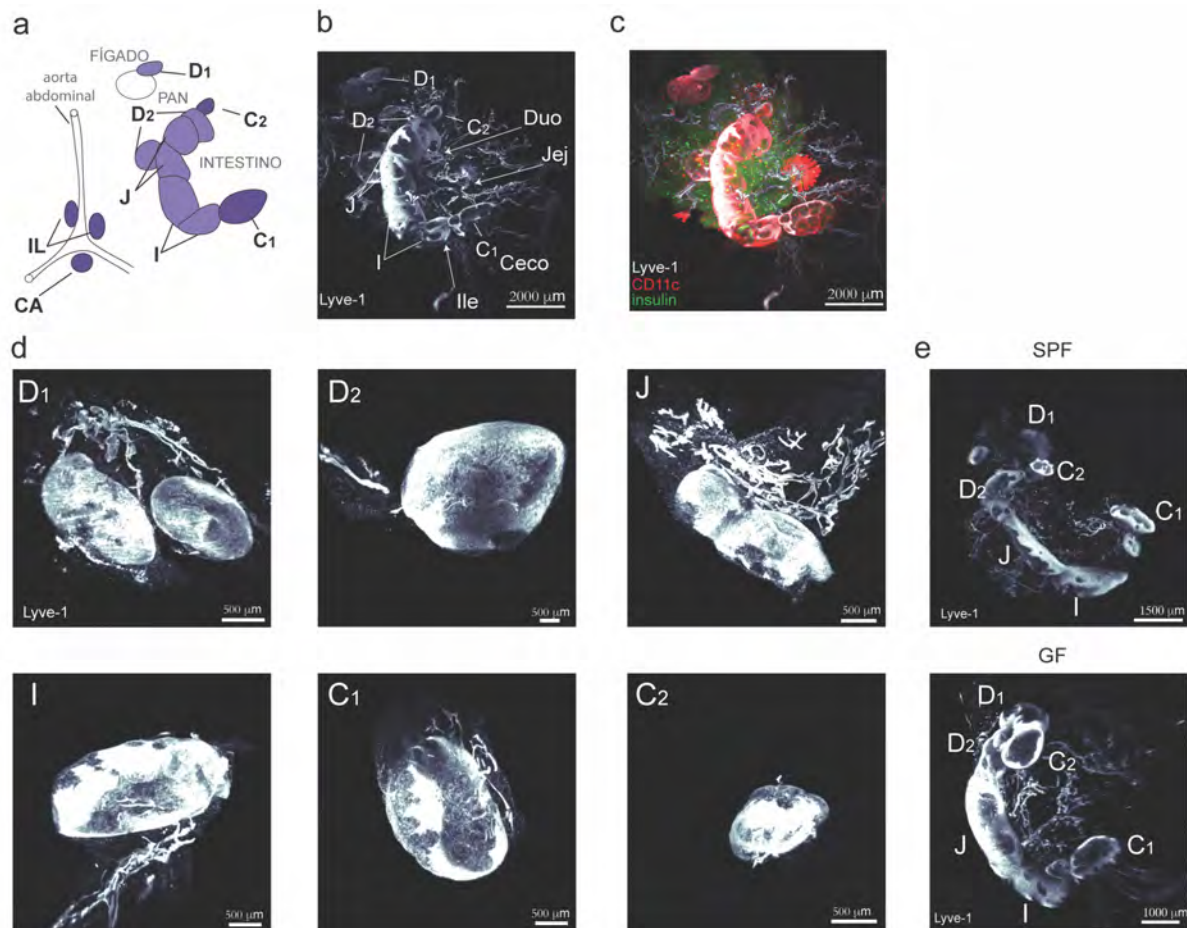 a
FÍGADO
D1
aorta
abdominal
PAN
D2
C2
INTESTINO
J
IL
I
C1
CA
b
D1
D2
C2
Duo
Jej
J
I
C1
Ceco
Ile
Lyve-1
2000 µm
c
Lyve-1
CD11c
insulin
2000 µm
d
D1
Lyve-1
500 µm
D2
500 µm
J
500 µm
e
SPF
D1
C2
D2
C1
J
I
Lyve-1
1500 µm
I
500 µm
C1
500 µm
C2
500 µm
GF
D1
D2
C2
J
C1
I
Lyve-1
1000 µm